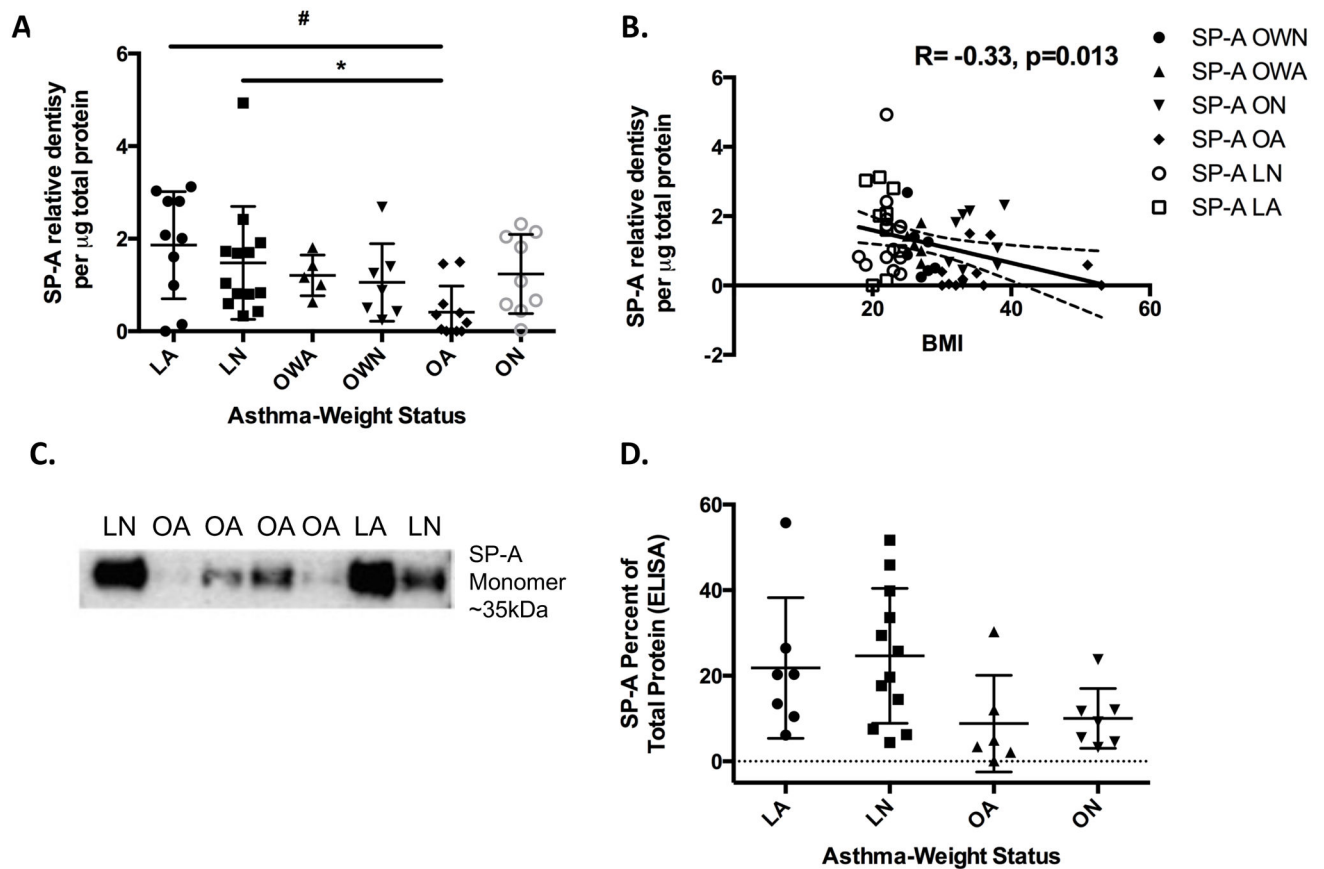 A
#
*
SP-A relative dentisy
per μg total protein
6
4
2
0
LA
LN
OWA
OWN
OA
ON
Asthma-Weight Status
B.
R= -0.33, p=0.013
SP-A relative dentisy
per μg total protein
6
4
2
0
-2
20
40
60
BMI
SP-A OWN
SP-A OWA
SP-A ON
SP-A OA
SP-A LN
SP-A LA
C.
LN OA OA OA OA LA LN
SP-A
Monomer
~35kDa
D.
SP-A Percent of
Total Protein (ELISA)
60
40
20
0
LA
LN
OA
ON
Asthma-Weight Status